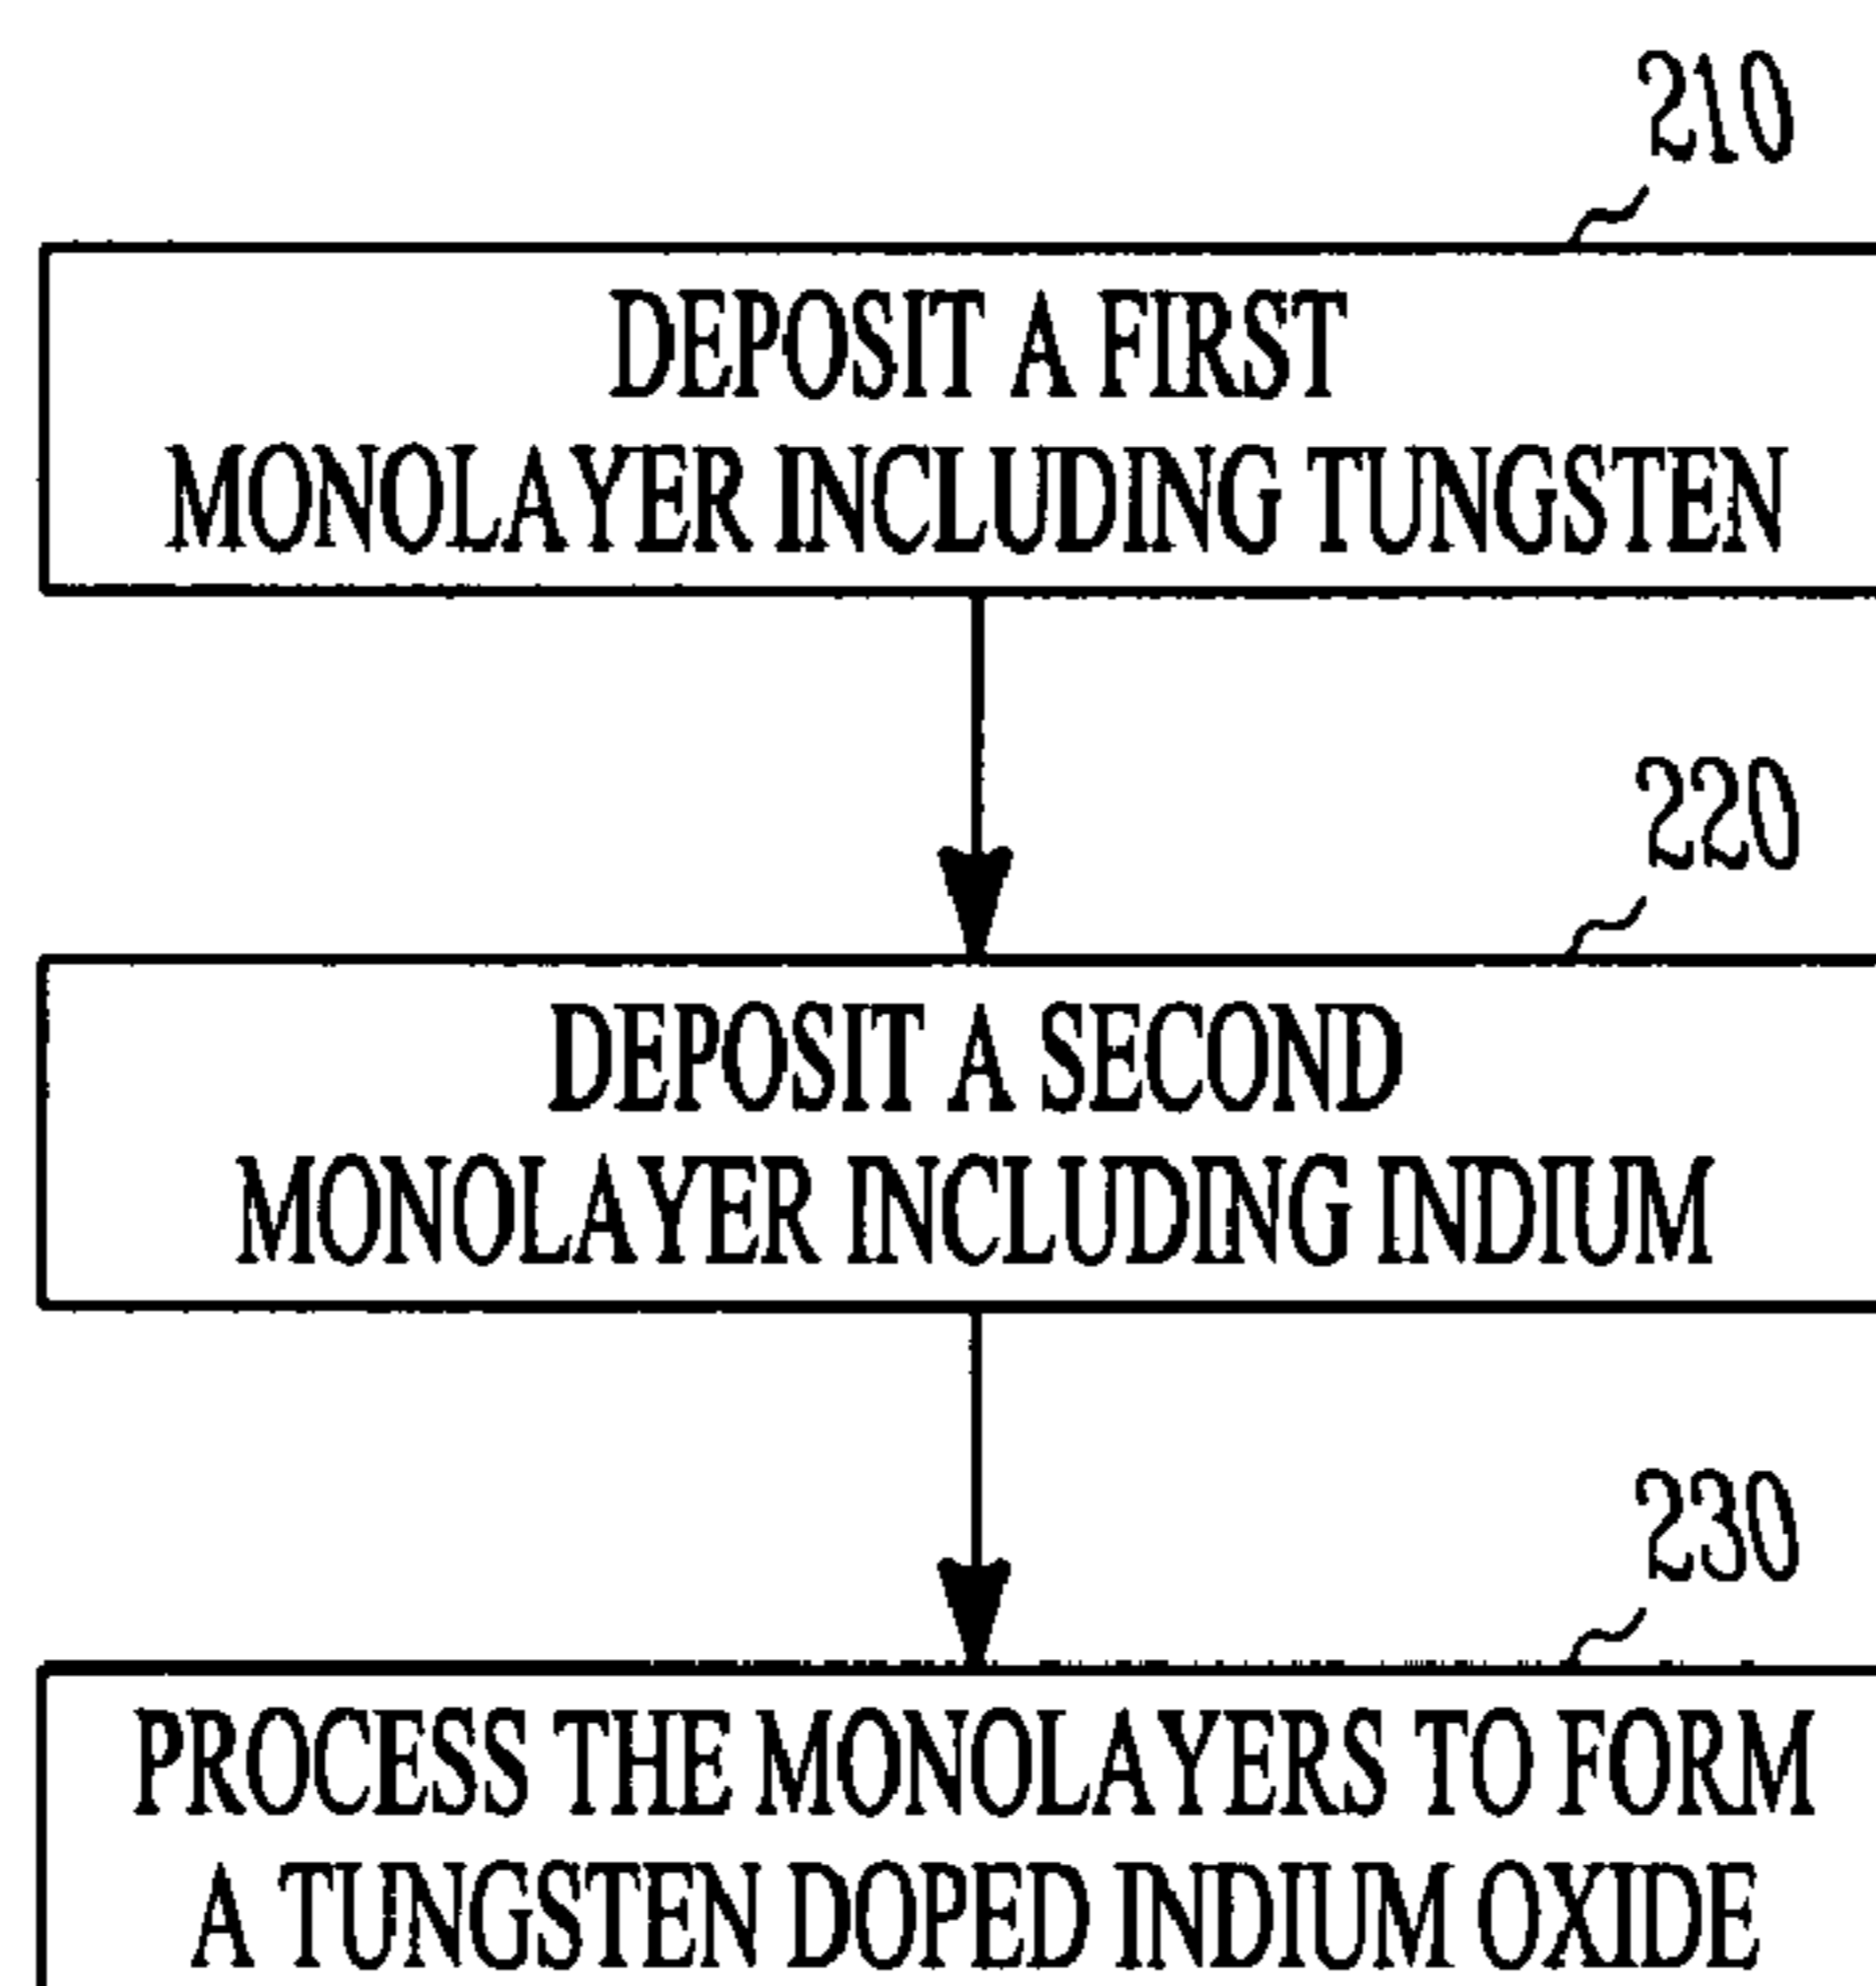 210
DEPOSIT A FIRST
MONOLAYER INCLUDING TUNGSTEN
220
DEPOSIT A SECOND
MONOLAYER INCLUDING INDIUM
230
PROCESS THE MONOLAYERS TO FORM
A TUNGSTEN DOPED INDIUM OXIDE